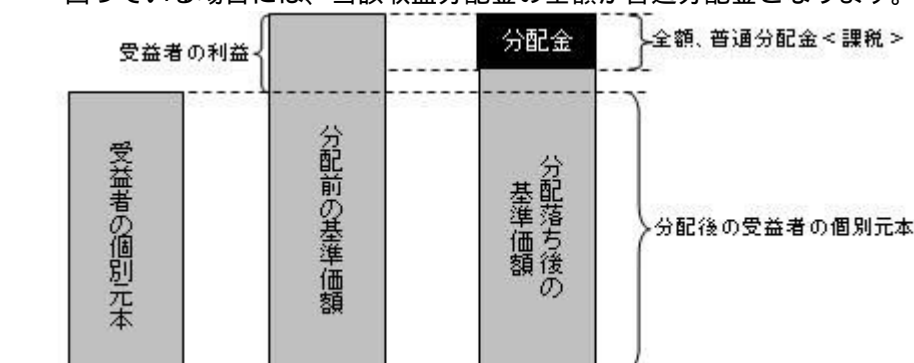 回っている場合には、当該収益分配金の全額が普通分配金となります。
受益者の利益
分配金
全額、普通分配金＜課税＞
受益者の個別元本
分配前の基準価額
分配落ち後の
基準価額
分配後の受益者の個別元本